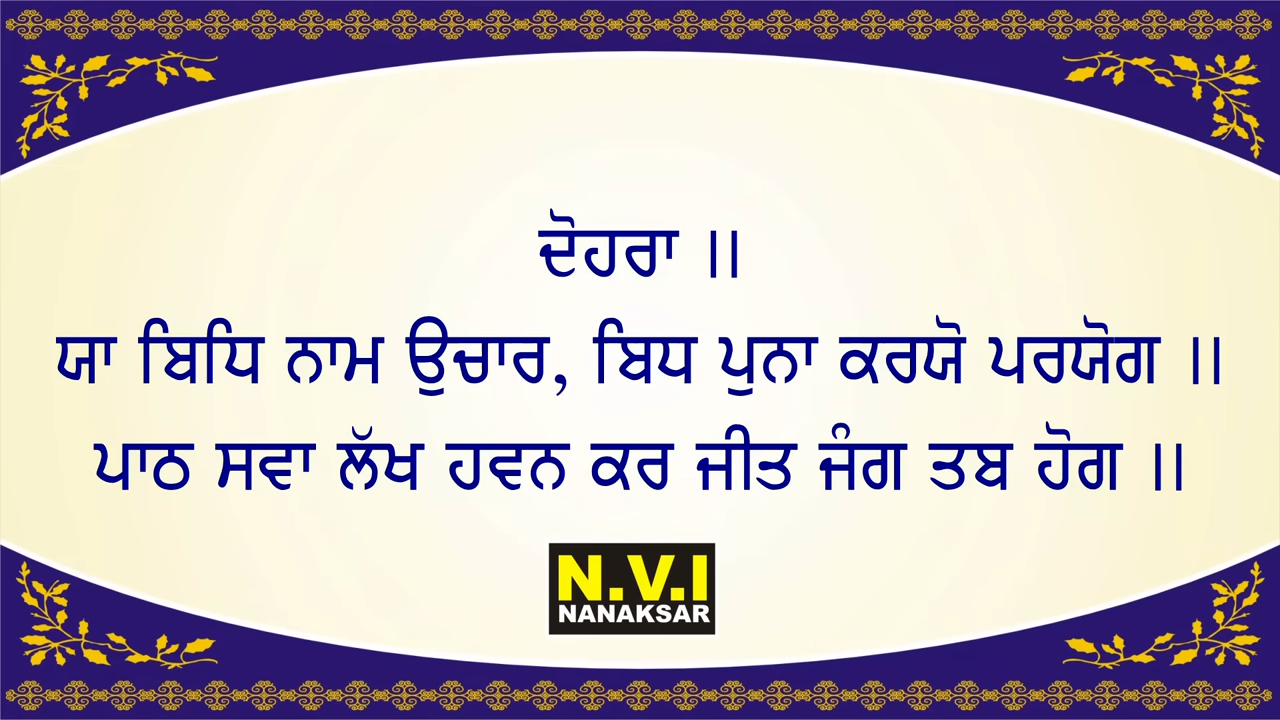 ਦੋਹਰਾ ॥
ਯਾ ਬਿਧਿ ਨਾਮ ਉਚਾਰ, ਬਿਧ ਪੁਨਾ ਕਰਯੋ ਪਰਯੋਗ ॥
ਪਾਠ ਸਵਾ ਲੱਖ ਹਵਨ ਕਰ ਜੀਤ ਜੰਗ ਤਬ ਹੋਗ ॥
N.V.I
NANAKSAR